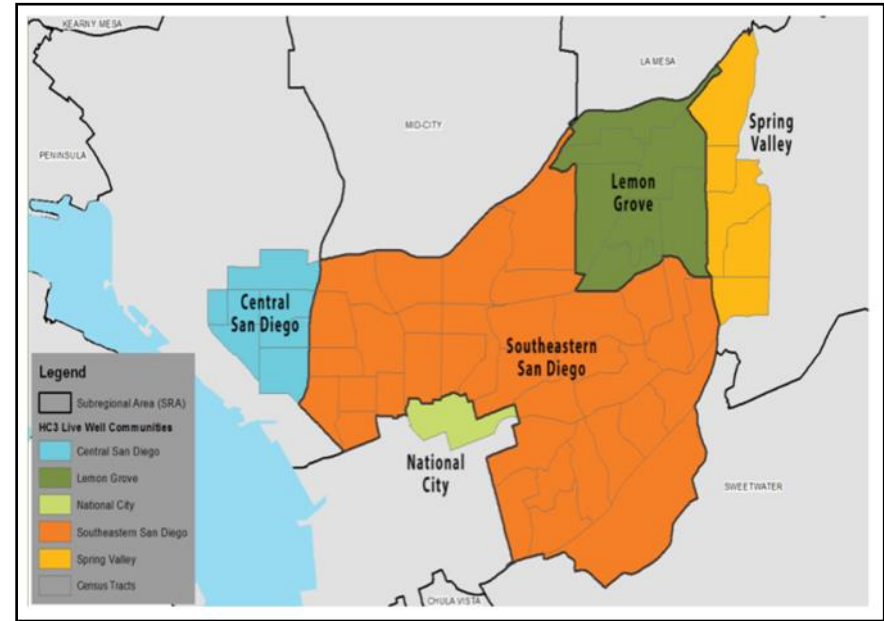 KEARNY MESA
LA MESA
MID-CITY
Spring
Valley
PENINSULA
Lemon
Grove
Central
San Diego
Southeastern
San Diego
National
City
SWEETWATER
CHULA VISTA
Legend
Subregional Area (SRA)
HC3 Live Well Communities
Central San Diego
Lemon Grove
National City
Southeastern San Diego
Spring Valley
Census Tracts